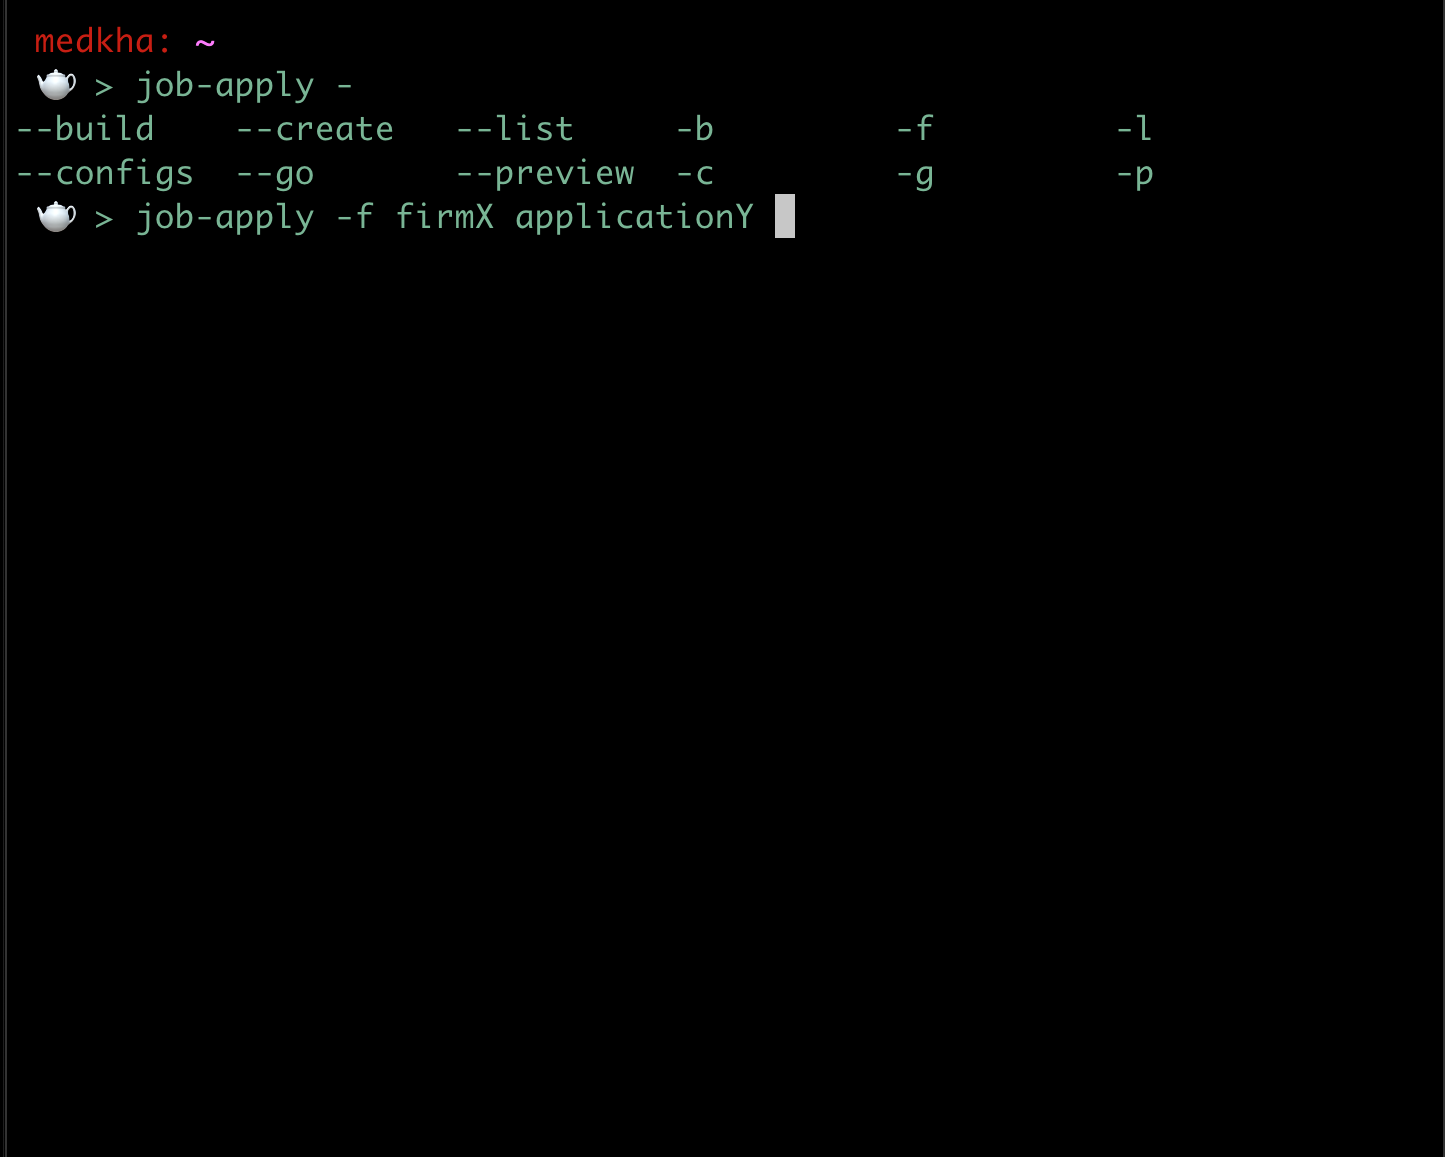 medkha: ~
🫖 > job-apply -
--build --create --list -b -f -l
--configs --go --preview -c -g -p
🫖 > job-apply -f firmX applicationY